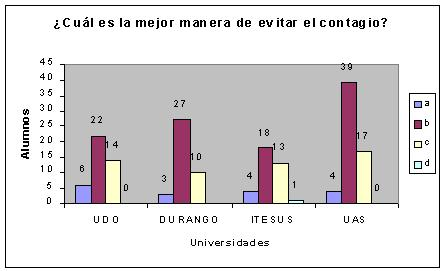 ¿Cuál es la mejor manera de evitar el contagio?
45
40
35
30
25
20
15
10
5
0
Alumnos
6 22 14 0
3 27 10
4 18 13 1
4 39 17 0
UDO DURANGO ITESUS UAS
Universidades
a
b
c
d